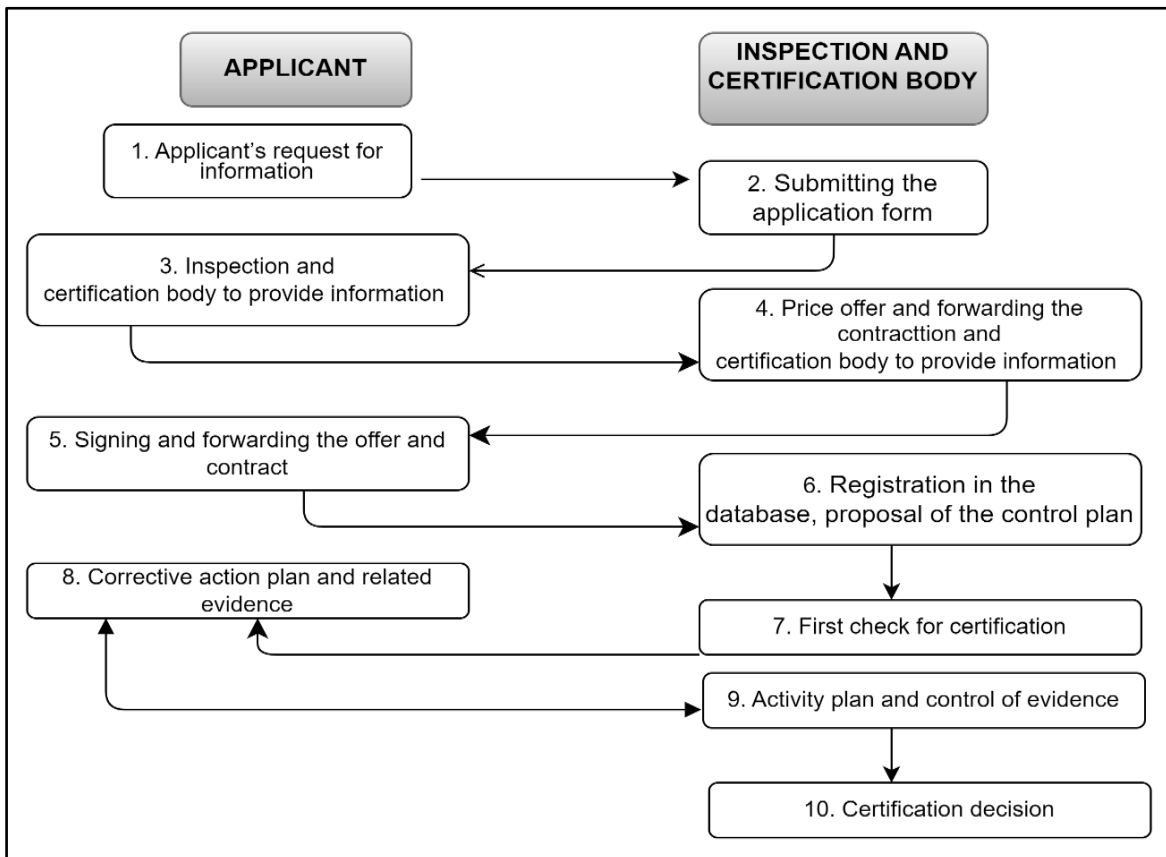 APPLICANT
INSPECTION AND
CERTIFICATION BODY
1. Applicant's request for
information
2. Submitting the
application form
3. Inspection and
certification body to provide information
4. Price offer and forwarding the
contracttion and
certification body to provide information
5. Signing and forwarding the offer and
contract
6. Registration in the
database, proposal of the control plan
8. Corrective action plan and related
evidence
7. First check for certification
9. Activity plan and control of evidence
10. Certification decision